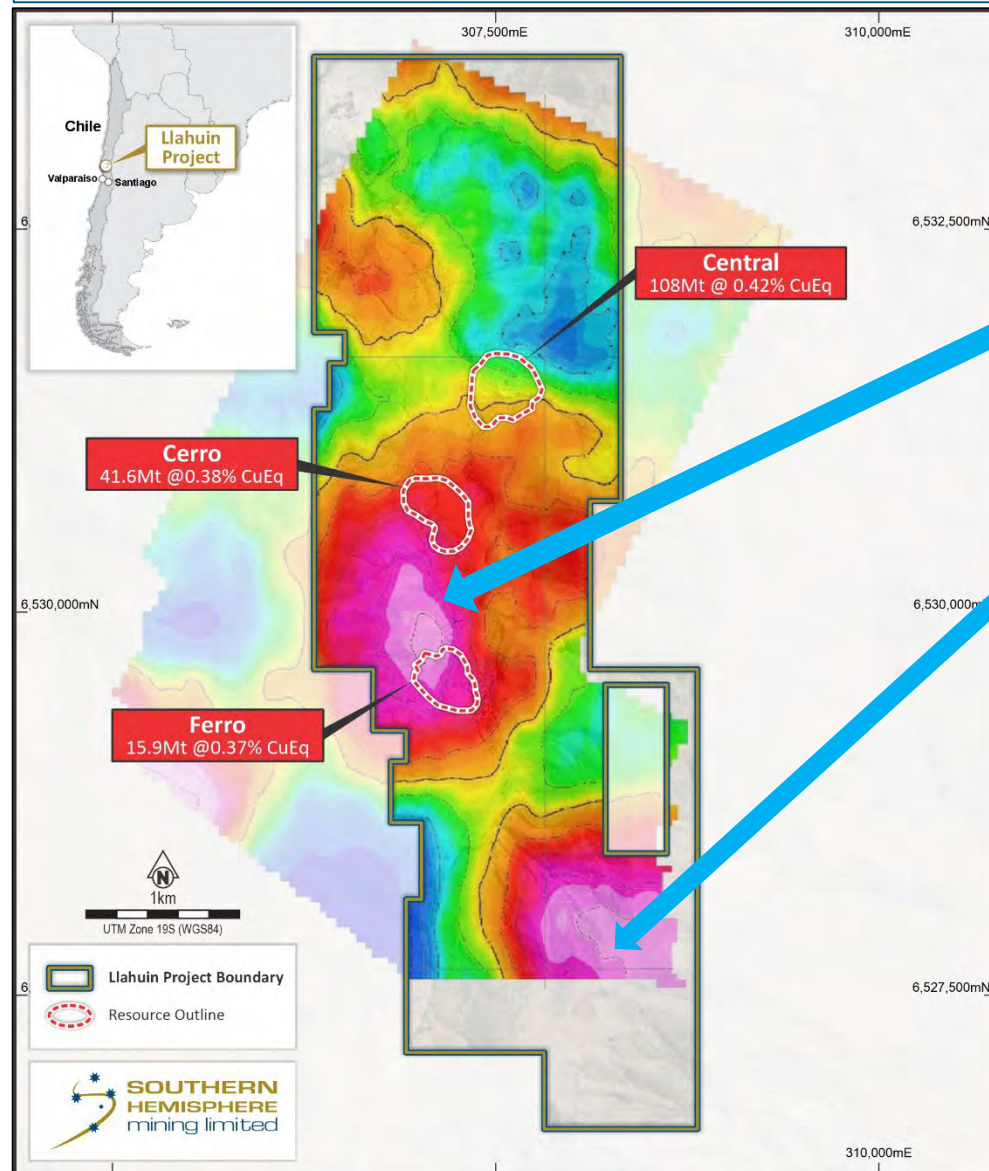 307,500mE
310,000mE
Chile
Llahuin
Project
Valparaiso
Santiago
6,532,500mN
Central
108Mt @ 0.42% CuEq
Cerro
41.6Mt @0.38% CuEq
6,530,000mN
6,530,000mN
Ferro
15.9Mt @0.37% CuEq
N
1km
UTM Zone 19S (WGS84)
Llahuin Project Boundary
6,527,500mN
Resource Outline
SOUTHERN
HEMISPHERE
mining limited
310,000mE